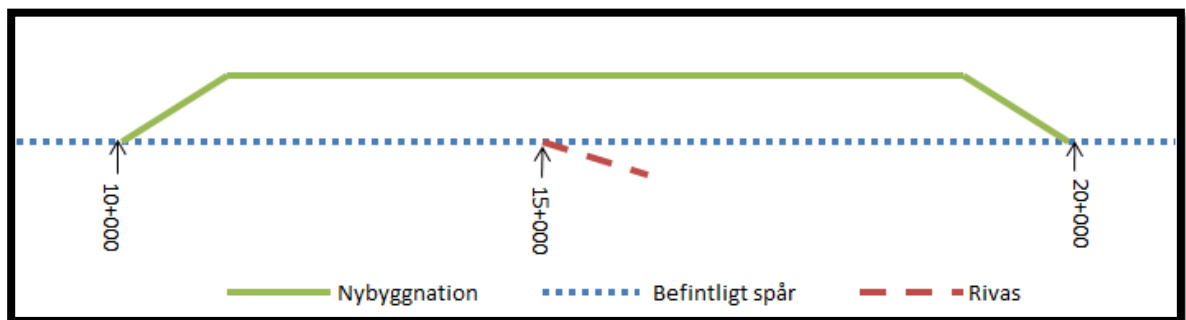 10+000
15+000
20+000
Nybyggnation
Befintligt spår
Rivas